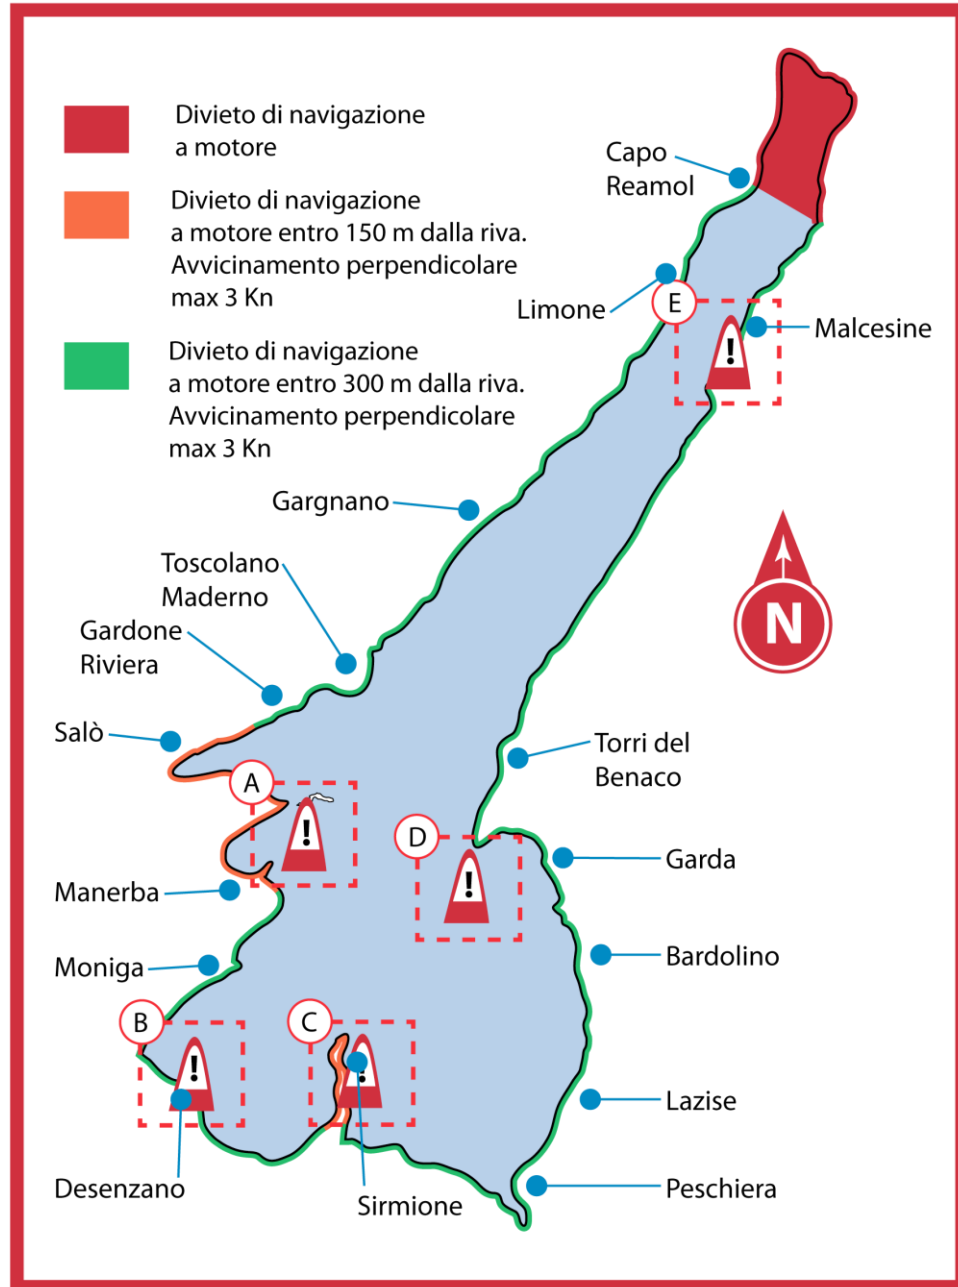 Divieto di navigazione
a motore
Divieto di navigazione
a motore entro 150 m dalla riva.
Avvicinamento perpendicolare
max 3 Kn
Divieto di navigazione
a motore entro 300 m dalla riva.
Avvicinamento perpendicolare
max 3 Kn
Capo
Reamol
Limone
E
!
Malcesine
Gargnano
Toscolano
Maderno
Gardone
Riviera
N
Salò
Torri del
Benaco
A
!
D
!
Garda
Manerba
Moniga
Bardolino
B
!
C
!
Lazise
Desenzano
Sirmione
Peschiera